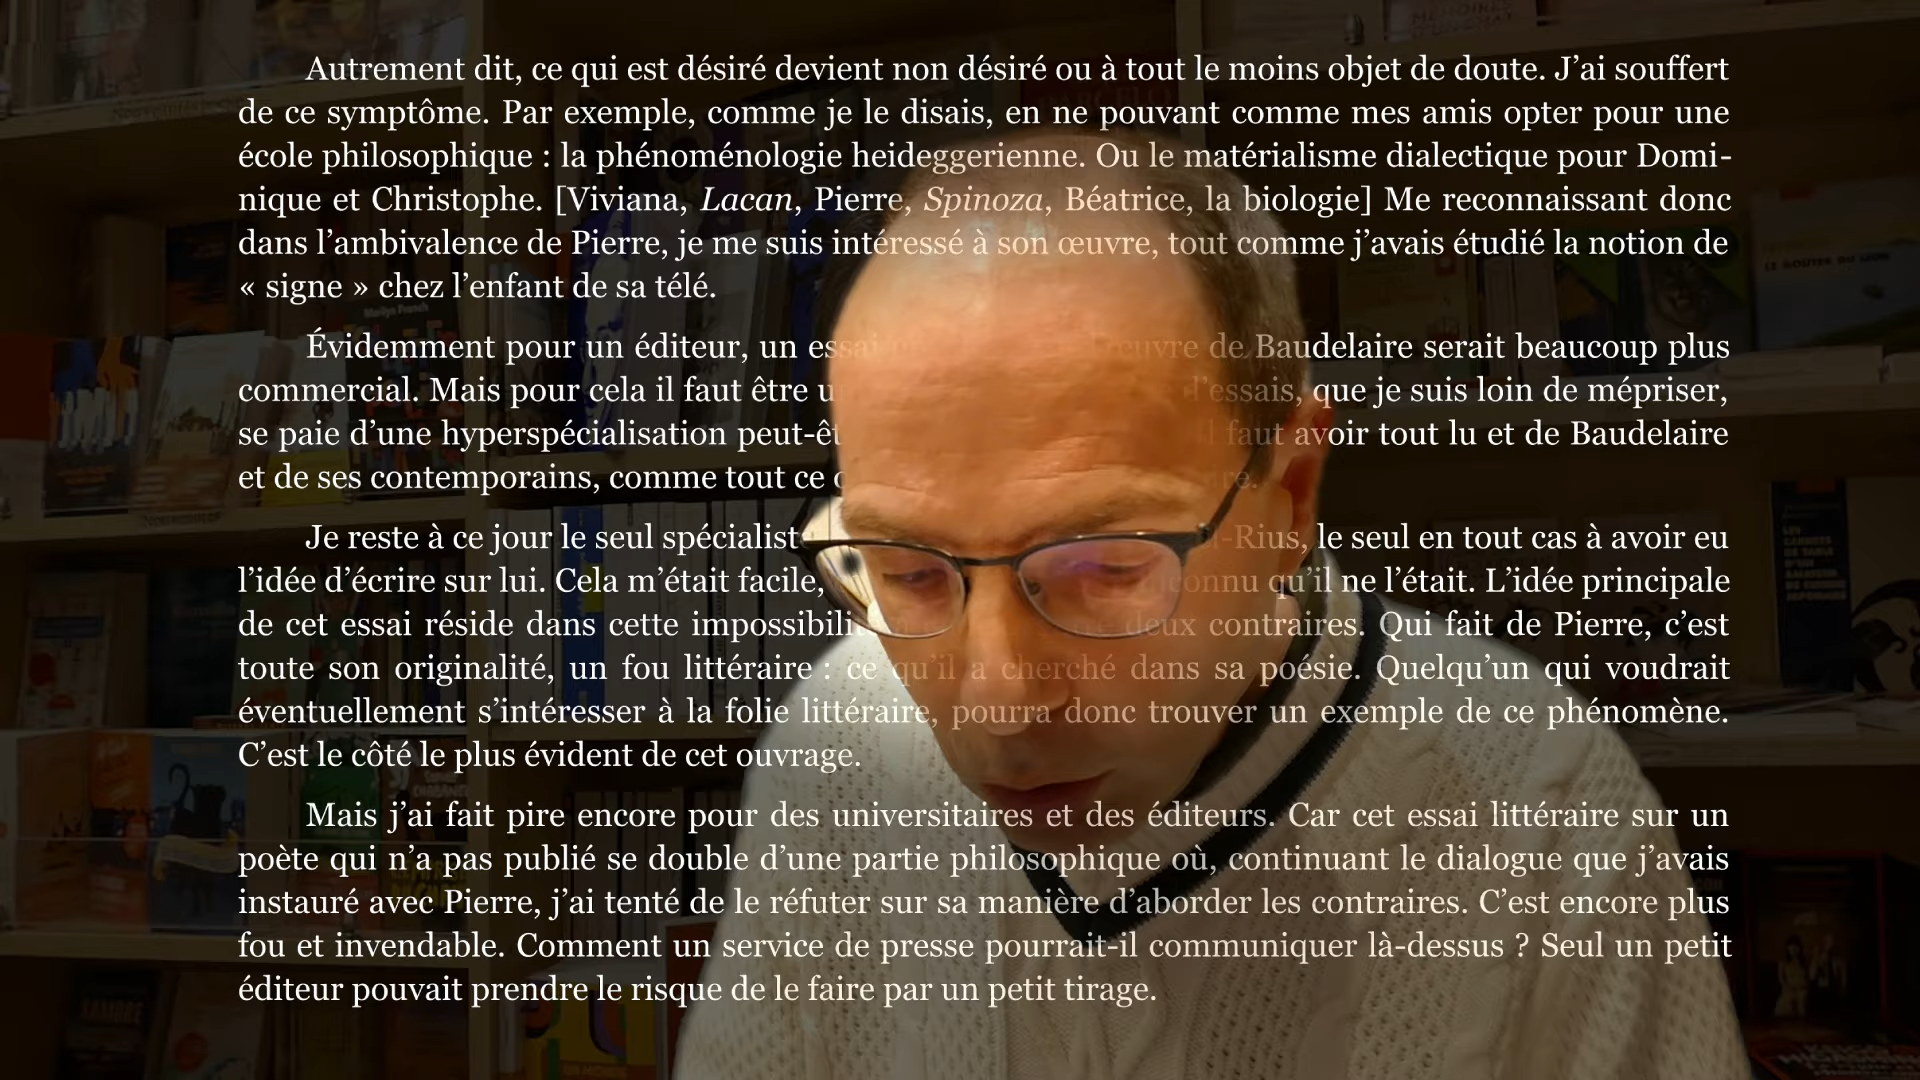 Autrement dit, ce qui est désiré devient non désiré ou à tout le moins objet de doute. J’ai souffert
de ce symptôme. Par exemple, comme je le disais, en ne pouvant comme mes amis opter pour une
école philosophique : la phénoménologie heideggerienne. Ou le matérialisme dialectique pour Domi-
nique et Christophe. [Viviana, Lacan, Pierre, Spinoza, Béatrice, la biologie] Me reconnaissant donc
dans l’ambivalence de Pierre, je me suis intéressé à son œuvre, tout comme j’avais étudié la notion de
« signe » chez l’enfant de sa télé.
Évidemment pour un éditeur, un essai œuvre de Baudelaire serait beaucoup plus
commercial. Mais pour cela il faut être d’essais, que je suis loin de mépriser,
se paie d’une hyperspécialisation faut avoir tout lu et de Baudelaire
et de ses contemporains, comme tout ce
Je reste à ce jour le seul le seul en tout cas à avoir eu
l’idée d’écrire sur lui. Cela m’était facile, qu’il ne l’était. L’idée principale
de cet essai réside dans cette deux contraires. Qui fait de Pierre, c’est
toute son originalité, un fou littéraire : ce qu’il a cherché dans sa poésie. Quelqu’un qui voudrait
éventuellement s’intéresser à la folie littéraire, pourra donc trouver un exemple de ce phénomène.
C’est le côté le plus évident de cet ouvrage.
Mais j’ai fait pire encore pour des universitaires et des éditeurs. Car cet essai littéraire sur un
poète qui n’a pas publié se double d’une partie philosophique où, continuant le dialogue que j’avais
instauré avec Pierre, j’ai tenté de le réfuter sur sa manière d’aborder les contraires. C’est encore plus
fou et invendable. Comment un service de presse pourrait-il communiquer là-dessus ? Seul un petit
éditeur pouvait prendre le risque de le faire par un petit tirage.